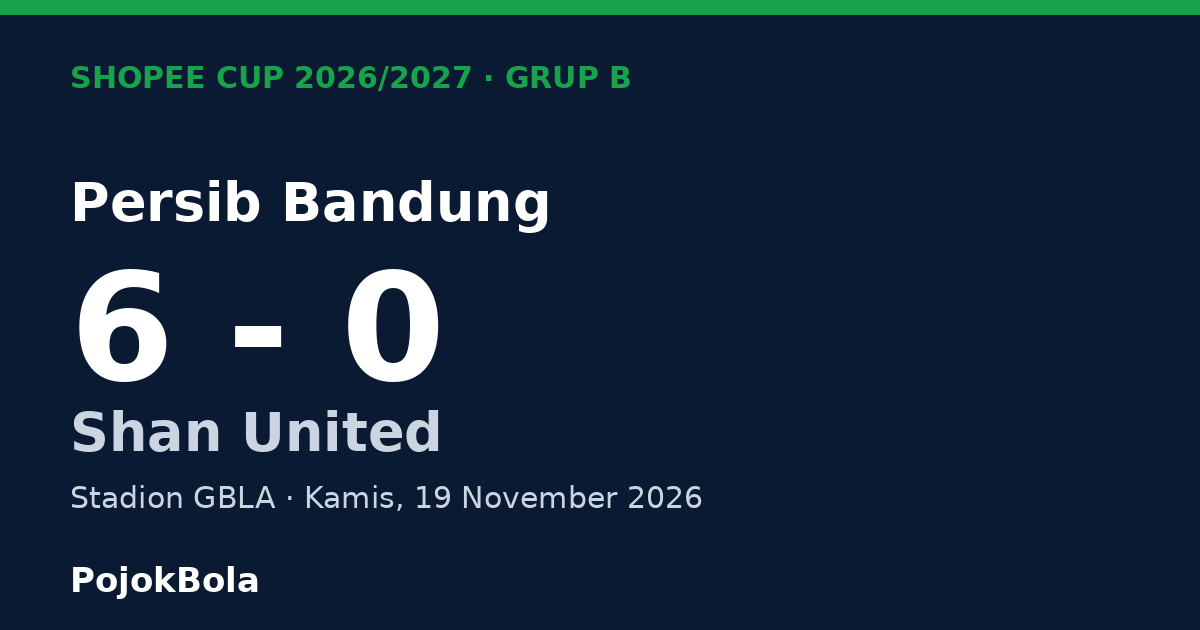 SHOPEE CUP 2026/2027 · GRUP B
Persib Bandung
6 - 0
Shan United
Stadion GBLA · Kamis, 19 November 2026
PojokBola